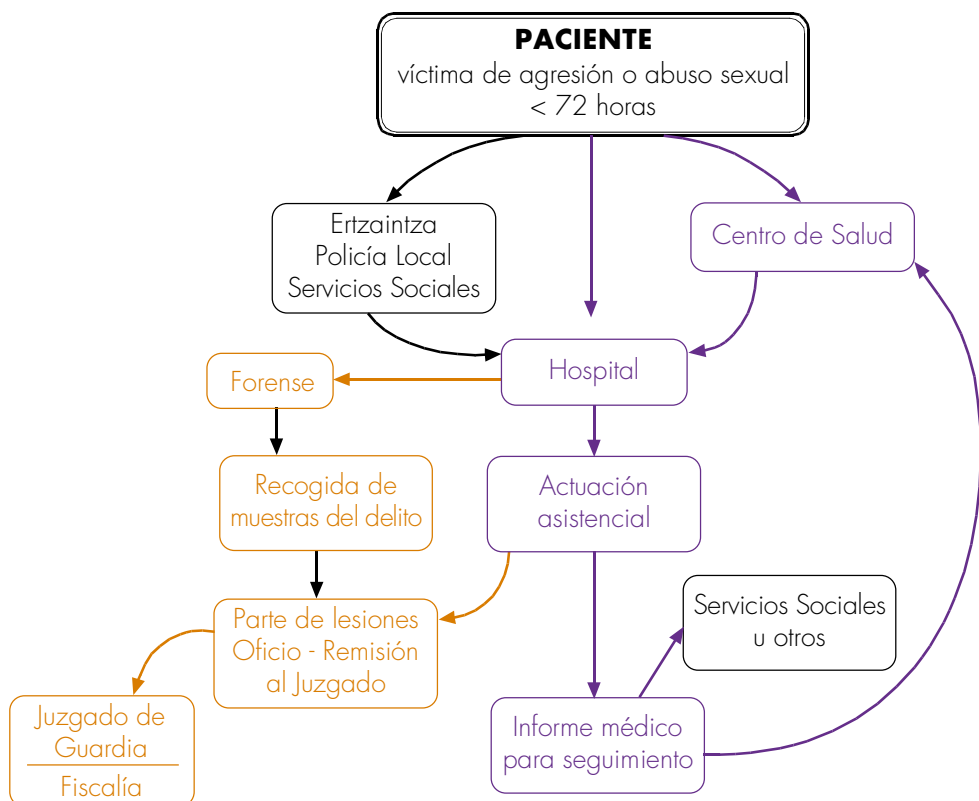 PACIENTE
víctima de agresión o abuso sexual
< 72 horas
Ertzaintza
Policía Local
Servicios Sociales
Centro de Salud
Hospital
Forense
Recogida de
muestras del delito
Actuación
asistencial
Parte de lesiones
Oficio - Remisión
al Juzgado
Servicios Sociales
u otros
Juzgado de
Guardia
Fiscalía
Informe médico
para seguimiento